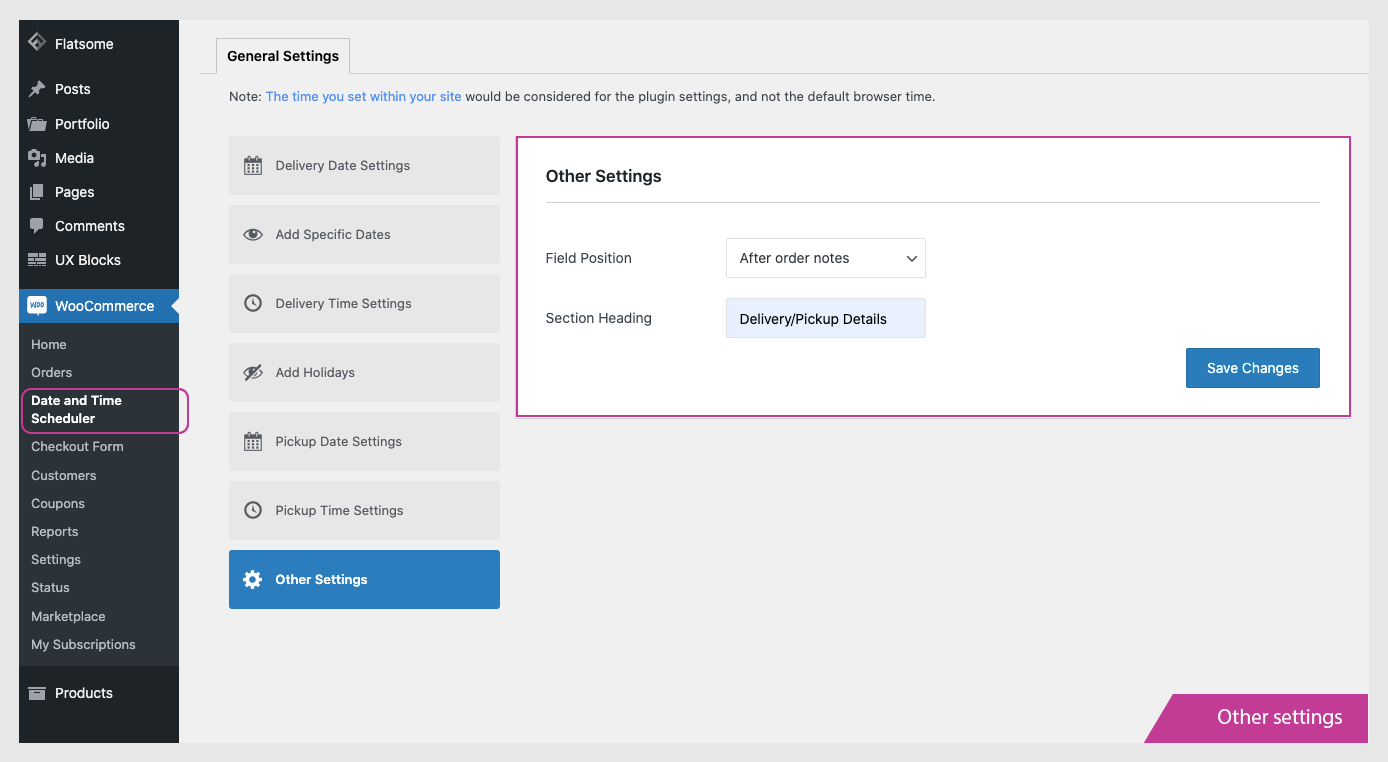 Flatsome
Posts
Portfolio
Media
Pages
Comments
UX Blocks
WOO
WooCommerce
Home
Orders
Date and Time
Scheduler
Checkout Form
Customers
Coupons
Reports
Settings
Status
Marketplace
My Subscriptions
Products
General Settings
Note: The time you set within your site would be considered for the plugin settings, and not the default browser time.
Delivery Date Settings
Add Specific Dates
Delivery Time Settings
Add Holidays
Pickup Date Settings
Pickup Time Settings
Other Settings
Other Settings
Field Position
After order notes
Section Heading
Delivery/Pickup Details
Save Changes
Other settings